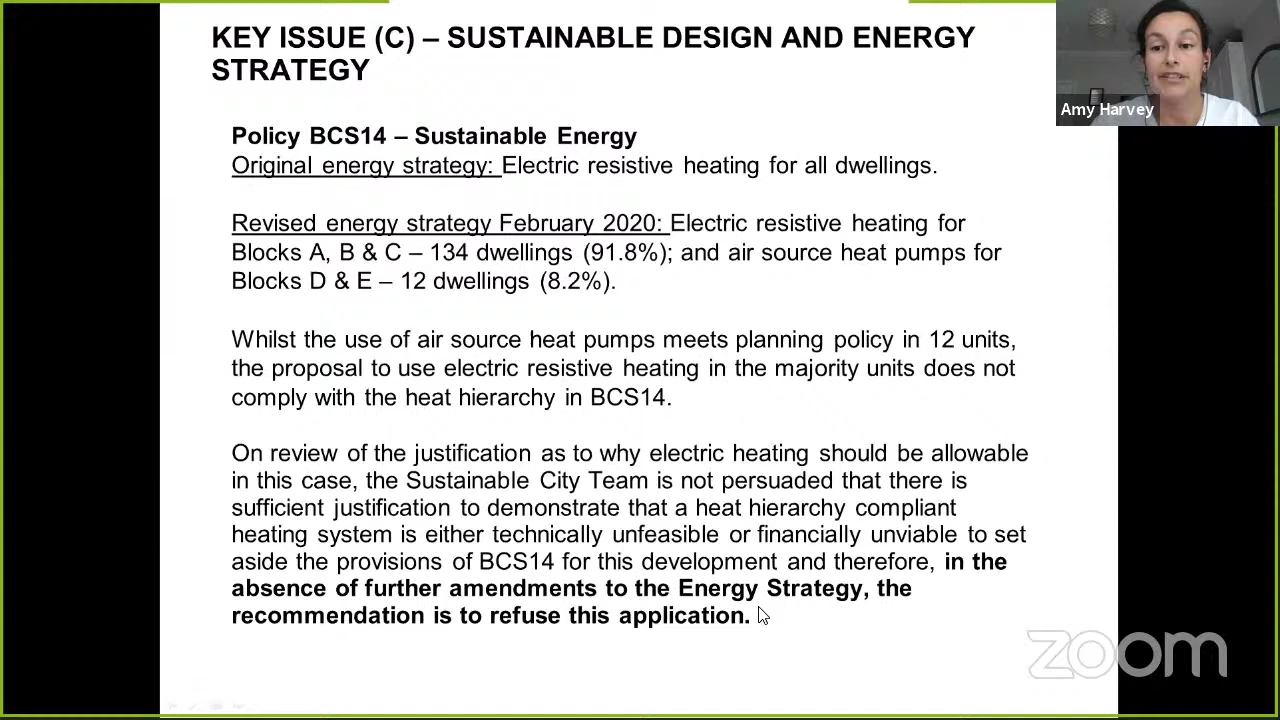 KEY ISSUE (C) – SUSTAINABLE DESIGN AND ENERGY
STRATEGY
Amy Harvey
Policy BCS14 – Sustainable Energy
Original energy strategy: Electric resistive heating for all dwellings.
Revised energy strategy February 2020: Electric resistive heating for
Blocks A, B & C – 134 dwellings (91.8%); and air source heat pumps for
Blocks D & E – 12 dwellings (8.2%).
Whilst the use of air source heat pumps meets planning policy in 12 units,
the proposal to use electric resistive heating in the majority units does not
comply with the heat hierarchy in BCS14.
On review of the justification as to why electric heating should be allowable
in this case, the Sustainable City Team is not persuaded that there is
sufficient justification to demonstrate that a heat hierarchy compliant
heating system is either technically unfeasible or financially unviable to set
aside the provisions of BCS14 for this development and therefore, in the
absence of further amendments to the Energy Strategy, the
recommendation is to refuse this application.
zoom